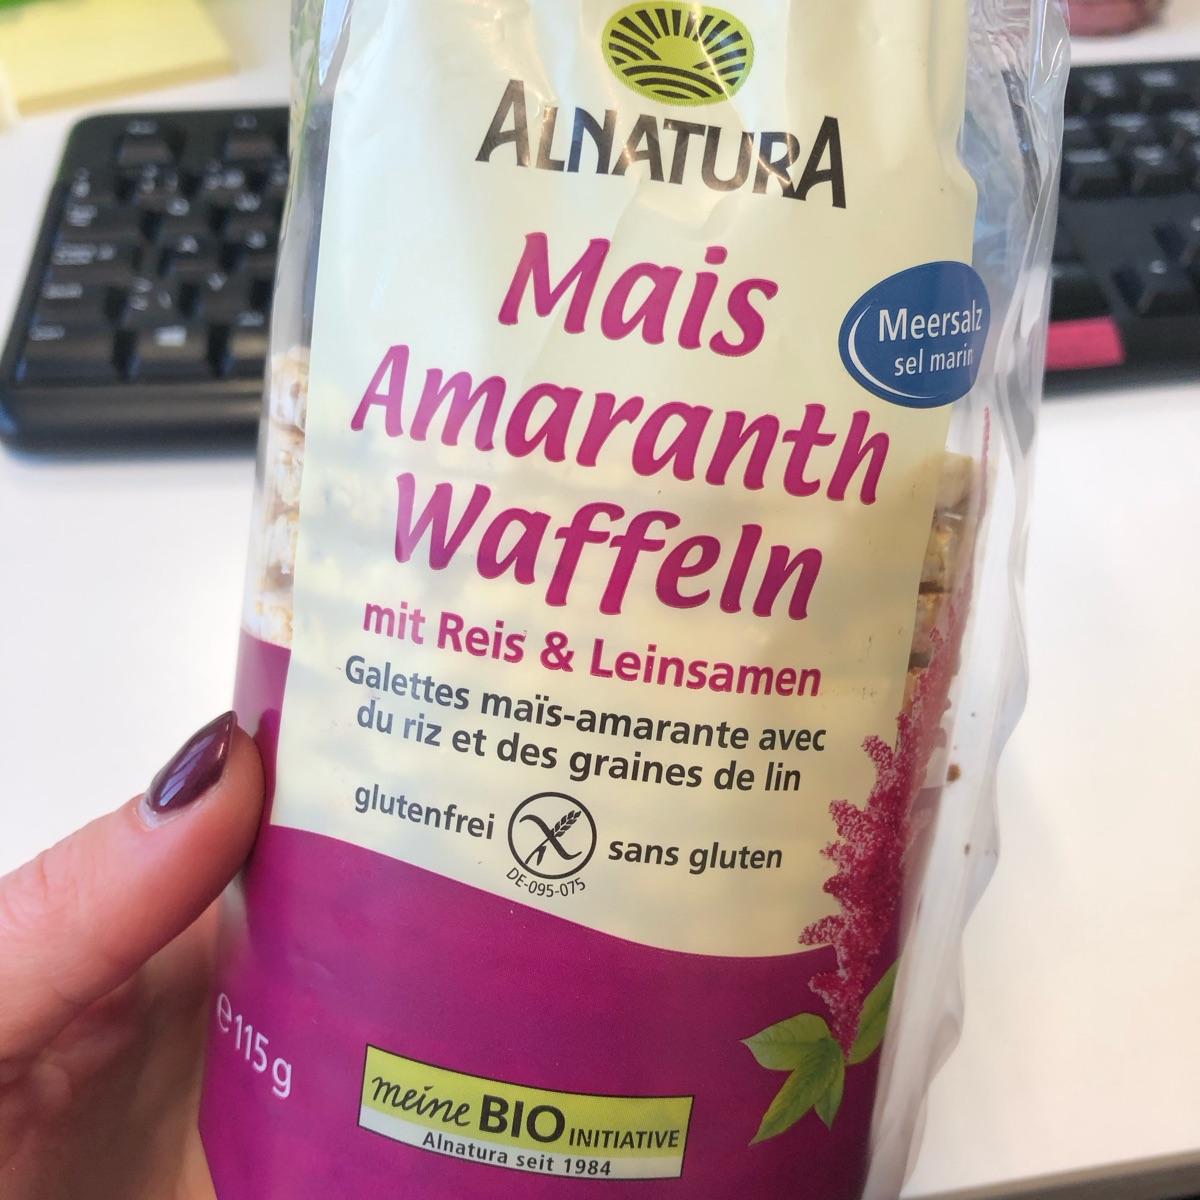 ALNATURA
Mais
Amaranth
Waffeln
mit Reis & Leinsamen
Galettes maïs-amarante avec
du riz et des graines de lin
glutenfrei
sans gluten
DE-095-075
Meersalz
sel marin
e115g
meine BIO INITIATIVE
Alnatura seit 1984